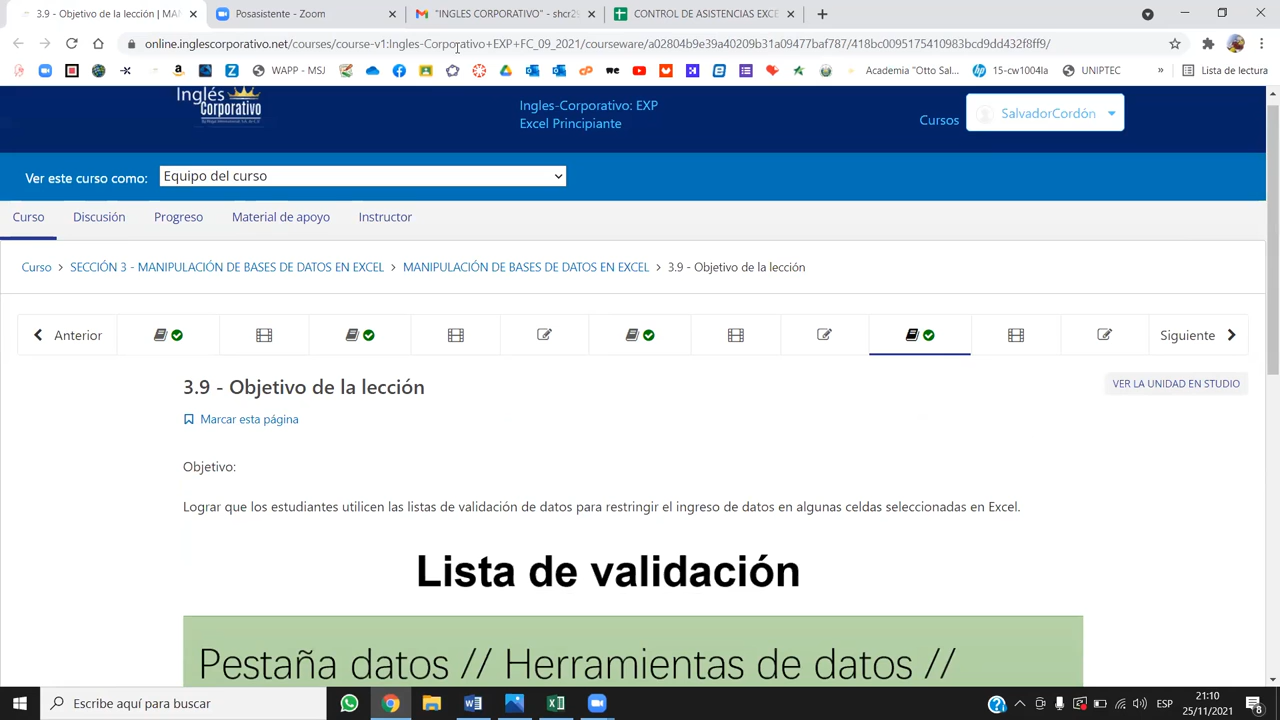 3.9 - Objetivo de la lección | MAN
Posasistente - Zoom
"INGLES CORPORATIVO" - shcr29
CONTROL DE ASISTENCIAS EXCE
online.inglescorporativo.net/courses/course-v1:Ingles-Corporativo+EXP+FC_09_2021/courseware/a02804b9e39a40209b31a09477baf787/418bc0095175410983bcd9dd432f8ff9/
WAPP - MSJ
Academia "Otto Sal...
15-cw1004la
UNIPTEC
»
Lista de lectura
Inglés
Corporativo
Ingles-Corporativo: EXP
Excel Principiante
Cursos
SalvadorCordón
Ver este curso como:
Equipo del curso
Curso
Discusión
Progreso
Material de apoyo
Instructor
Curso > SECCIÓN 3 - MANIPULACIÓN DE BASES DE DATOS EN EXCEL > MANIPULACIÓN DE BASES DE DATOS EN EXCEL > 3.9 - Objetivo de la lección
Anterior
Siguiente
3.9 - Objetivo de la lección
VER LA UNIDAD EN STUDIO
Marcar esta página
Objetivo:
Lograr que los estudiantes utilicen las listas de validación de datos para restringir el ingreso de datos en algunas celdas seleccionadas en Excel.
Lista de validación
Pestaña datos // Herramientas de datos //
Escribe aquí para buscar
ESP
21:10
25/11/2021
8